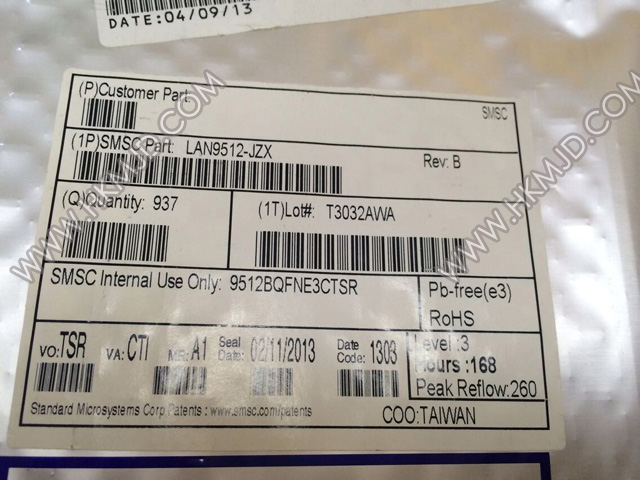 DATE:04/09/13
(P)Customer Part:
SMSC
(1P)SMSC Part: LAN9512-JZX
Rev: B
(Q)Quantity: 937
(1T)Lot#: T3032AWA
SMSC Internal Use Only: 9512BQFNE3CTSR
Pb-free(e3)
RoHS
VO:TSR VA:CTI MR:A1 Seal Date: 02/11/2013 Date Code: 1303
Level :3
Hours :168
Peak Reflow:260
Standard Microsystems Corp Patents : www.smsc.com/patents
COO:TAIWAN
WWW.HKMJD.COM
WWW.HKMJD.COM